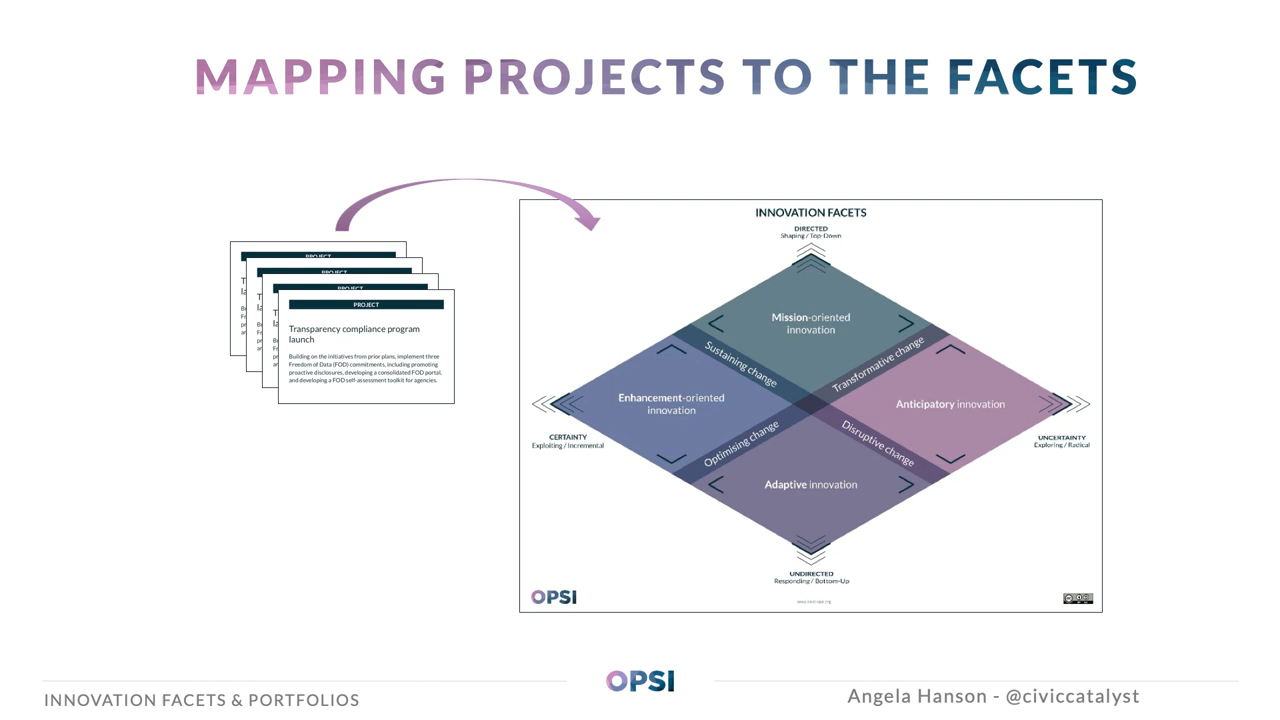 MAPPING PROJECTS TO THE FACETS
PROJECT
PROJECT
PROJECT
PROJECT
Transparency compliance program
launch
Building on the initiatives from prior plans, implement three
Freedom of Data (FOD) commitments, including promoting
proactive disclosures, developing a consolidated FOD portal,
and developing a FOD self-assessment toolkit for agencies.
INNOVATION FACETS
DIRECTED
Shaping / Top-Down
Mission-oriented
innovation
Sustaining change
Transformative change
Enhancement-oriented
innovation
Anticipatory innovation
CERTAINTY
Exploiting / Incremental
UNCERTAINTY
Exploring / Radical
Optimising change
Disruptive change
Adaptive innovation
UNDIRECTED
Responding / Bottom-Up
OPSI
OPSI
INNOVATION FACETS & PORTFOLIOS
Angela Hanson - @civiccatalyst